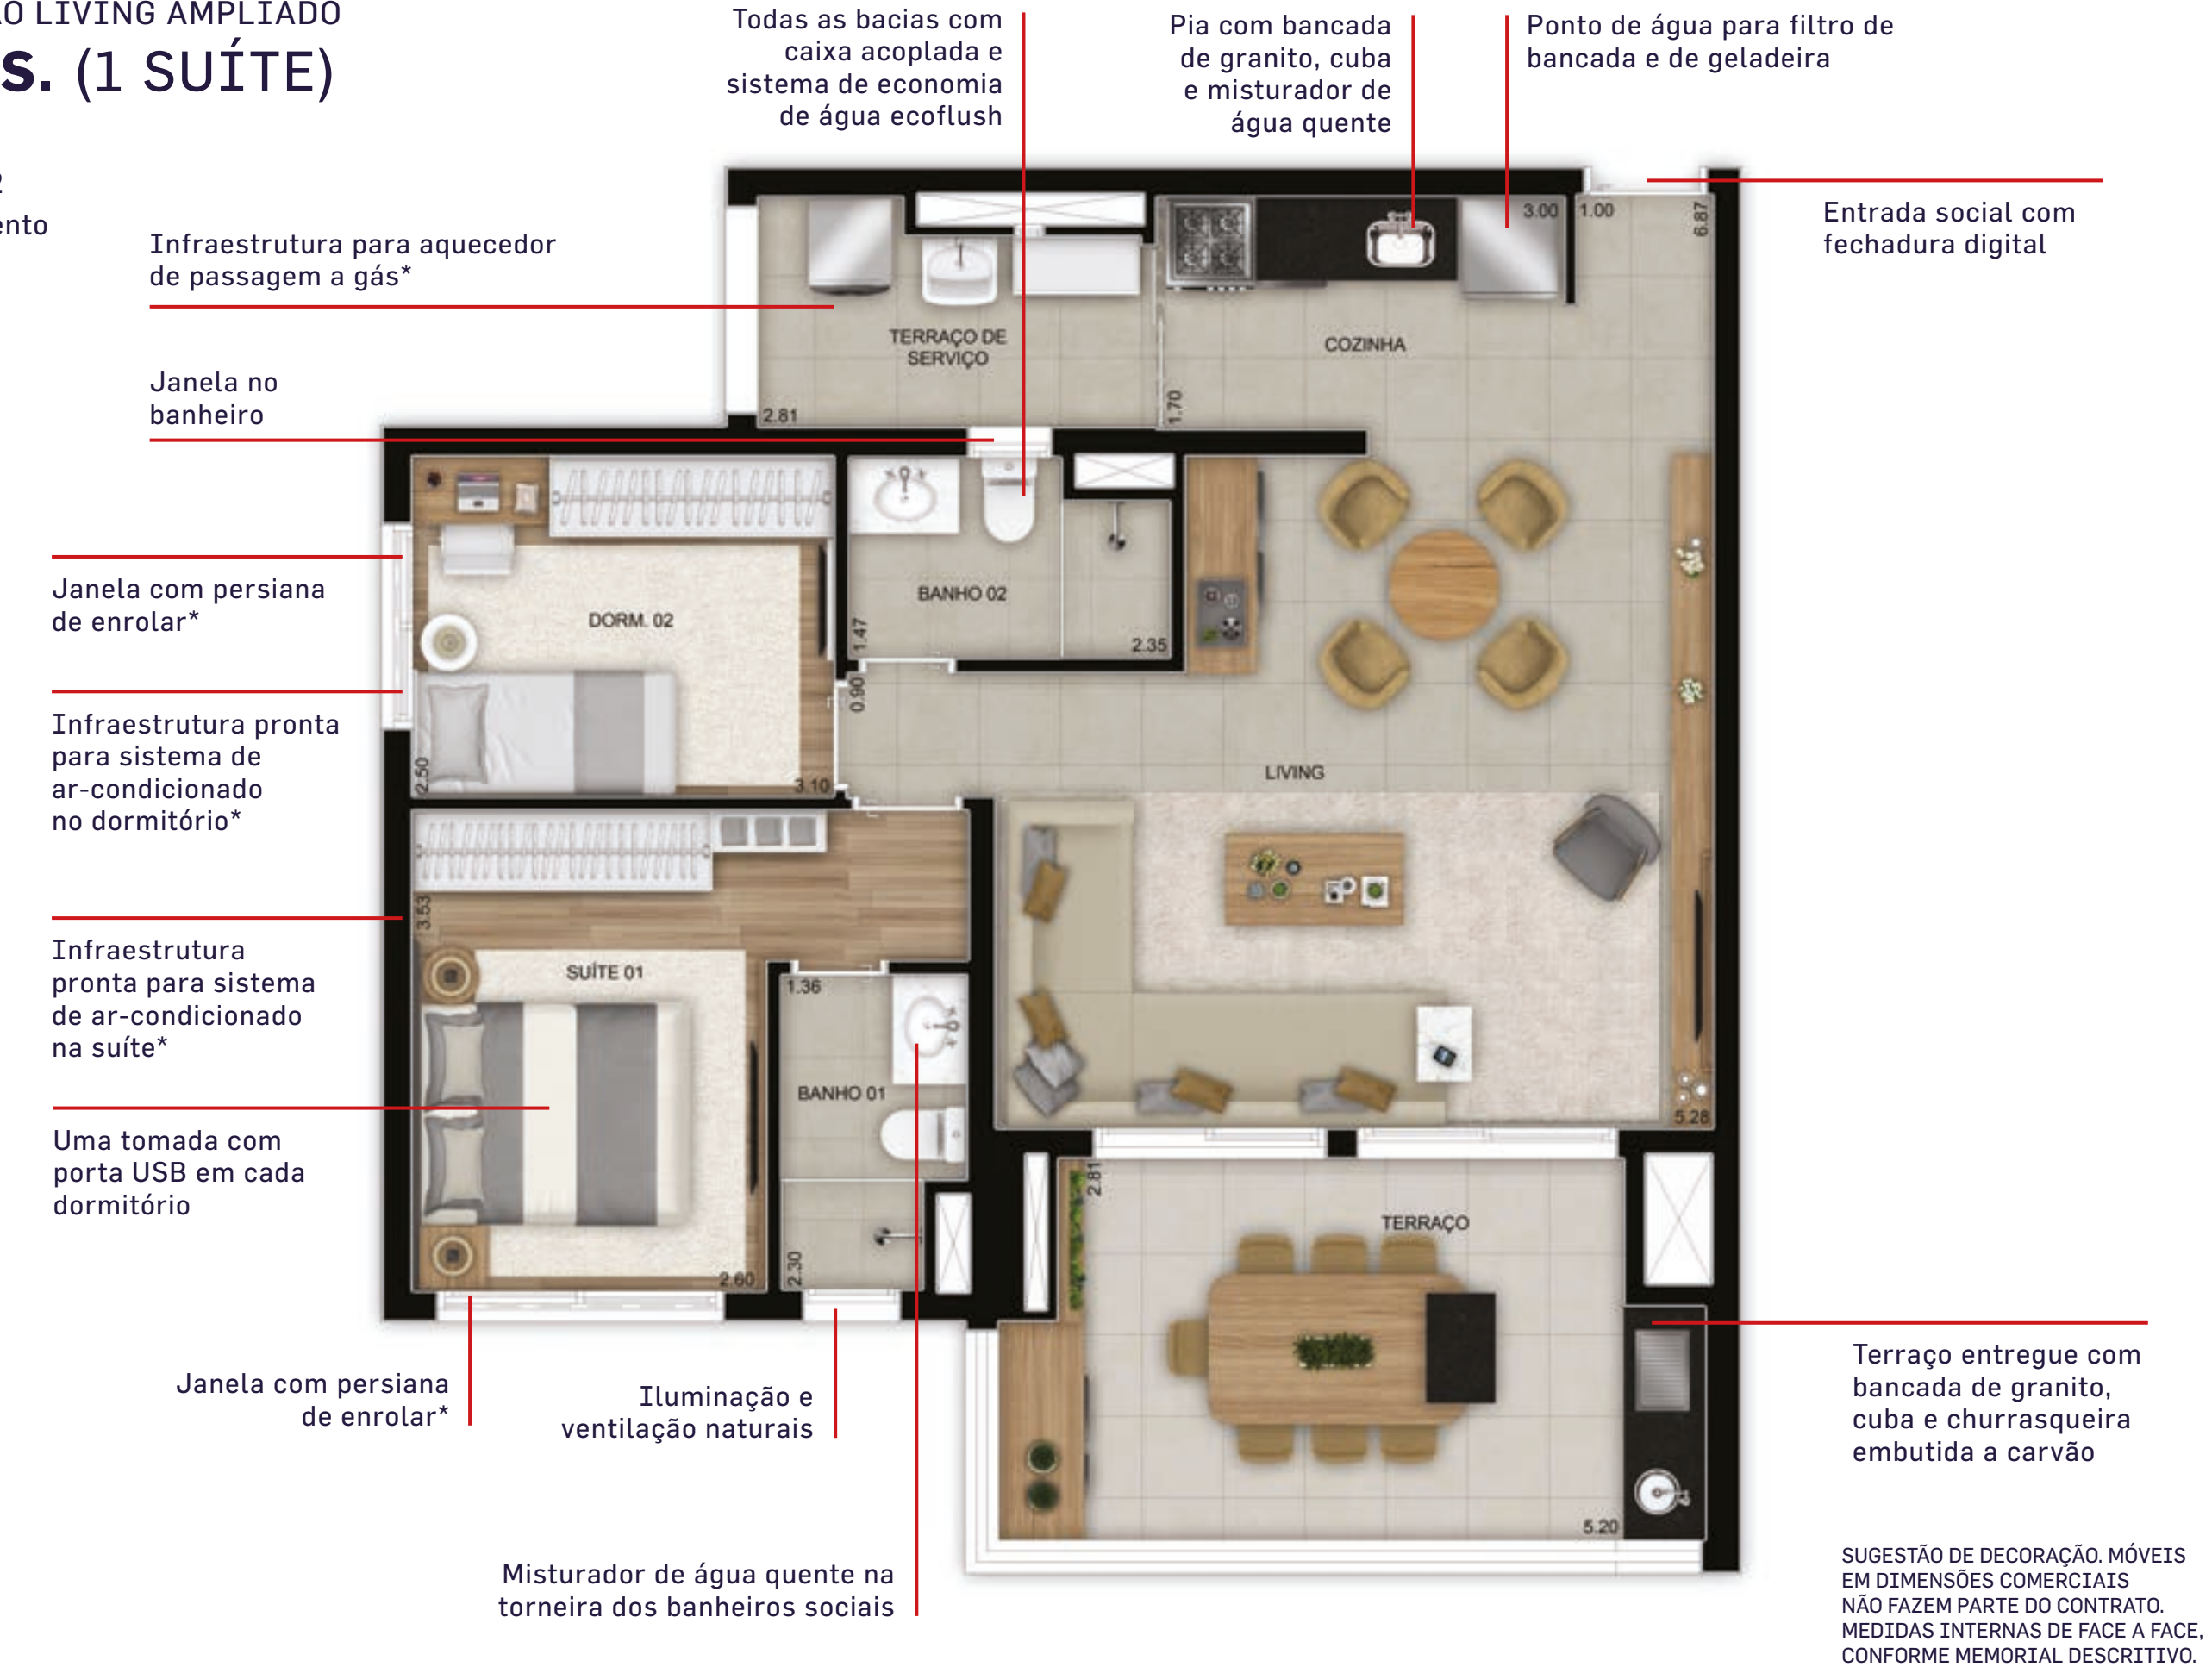 O LIVING AMPLIADO
S. (1 SUÍTE)
2
ento
Todas as bacias com
caixa acoplada e
sistema de economia
de água ecoflush
Pia com bancada
de granito, cuba
e misturador de
água quente
Ponto de água para filtro de
bancada e de geladeira
Entrada social com
fechadura digital
Infraestrutura para aquecedor
de passagem a gás*
Janela no
banheiro
Janela com persiana
de enrolar*
Infraestrutura pronta
para sistema de
ar-condicionado
no dormitório*
Infraestrutura
pronta para sistema
de ar-condicionado
na suíte*
Uma tomada com
porta USB em cada
dormitório
3.00
1.00
6.87
TERRAÇO DE
SERVIÇO
COZINHA
2.81
1.70
DORM. 02
BANHO 02
1.47
2.35
0.90
2.50
3.10
LIVING
3.53
SUÍTE 01
1.36
BANHO 01
5.28
2.81
TERRAÇO
2.60
2.30
5.20
Janela com persiana
de enrolar*
Iluminação e
ventilação naturais
Misturador de água quente na
torneira dos banheiros sociais
Terraço entregue com
bancada de granito,
cuba e churrasqueira
embutida a carvão
SUGESTÃO DE DECORAÇÃO. MÓVEIS
EM DIMENSÕES COMERCIAIS
NÃO FAZEM PARTE DO CONTRATO.
MEDIDAS INTERNAS DE FACE A FACE,
CONFORME MEMORIAL DESCRITIVO.